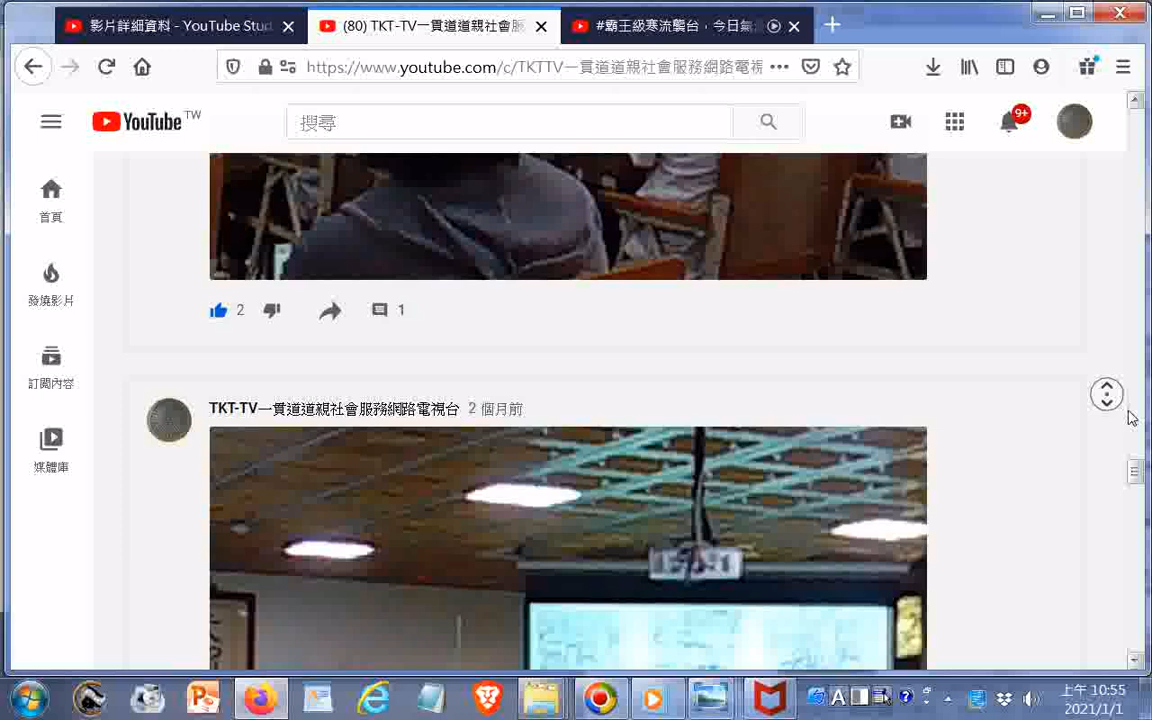 影片詳細資料 - YouTube Stud
(80) TKT-TV一貫道道親社會服
#霸王級寒流襲台，今日氣
https://www.youtube.com/c/TKTTV一貫道道親社會服務網路電視
YouTube TW
搜尋
9+
首頁
發燒影片
訂閱內容
媒體庫
2
1
TKT-TV一貫道道親社會服務網路電視台 2 個月前
A
上午 10:55
2021/1/1